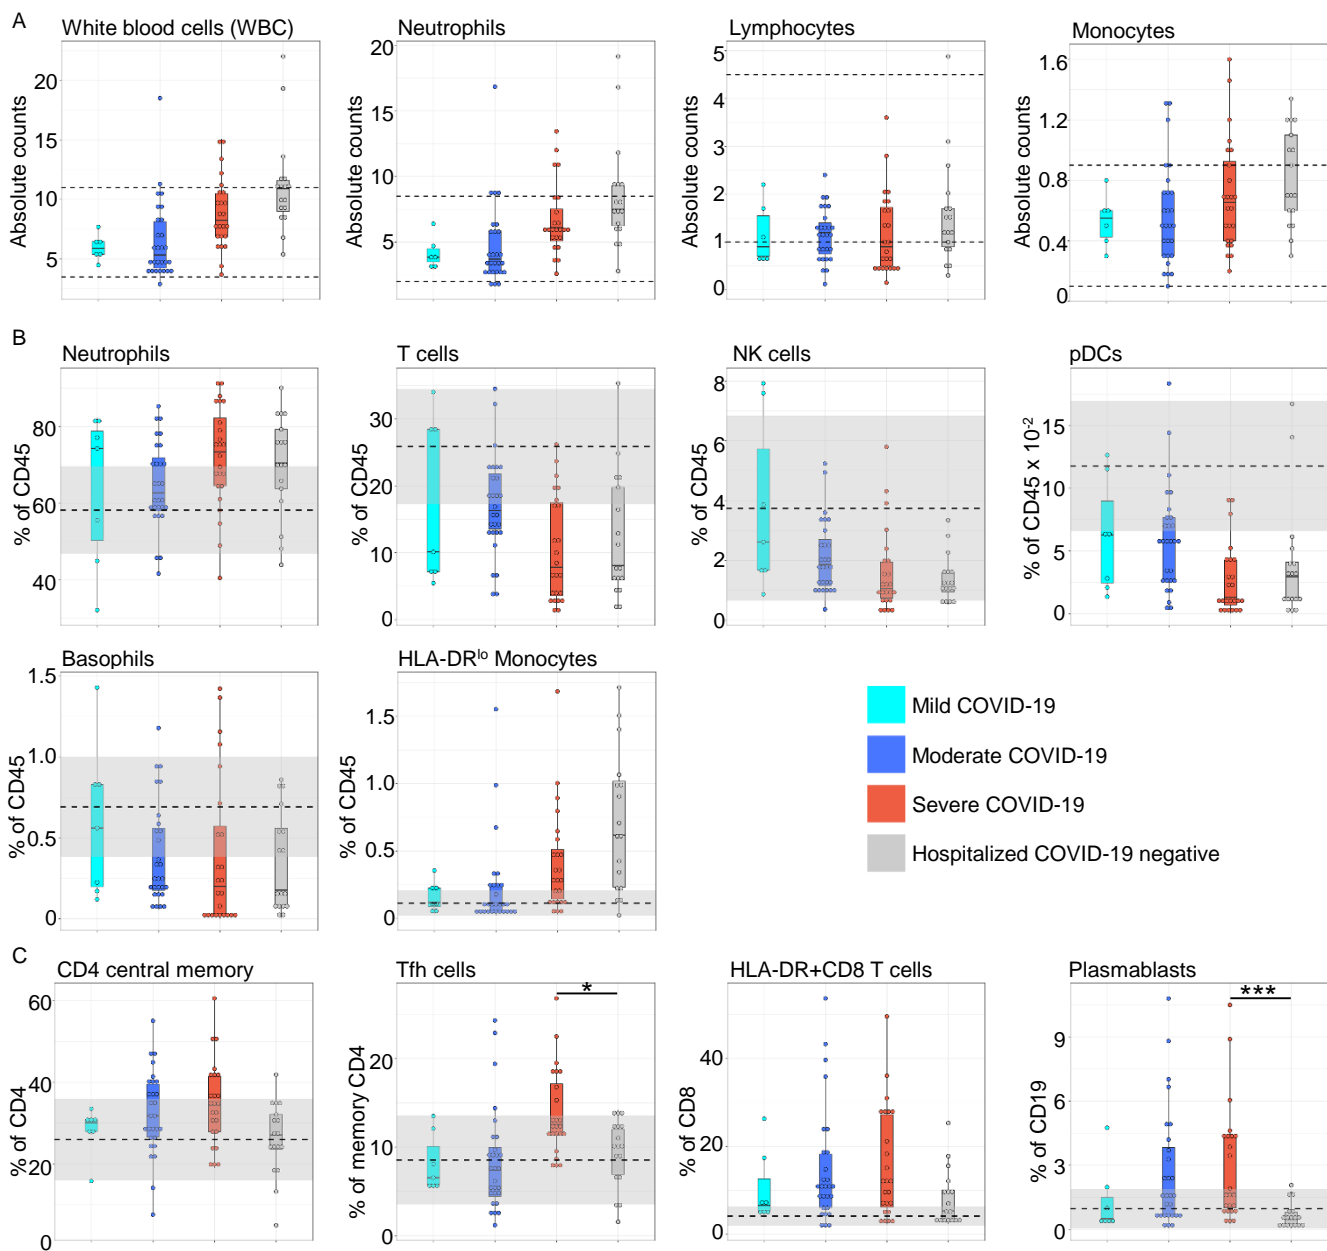 A
White blood cells (WBC)
Neutrophils
Lymphocytes
Monocytes
Absolute counts
20
15
10
5
Absolute counts
20
15
10
5
Absolute counts
5
4
3
2
1
0
Absolute counts
1.6
1.2
0.8
0.4
0
B
Neutrophils
T cells
NK cells
pDCs
% of CD45
80
60
40
% of CD45
30
20
10
0
% of CD45
8
6
4
2
0
% of CD45 x 10-2
15
10
5
0
Basophils
HLA-DRlo Monocytes
% of CD45
1.5
1.0
0.5
0
% of CD45
1.5
1.0
0.5
0
Mild COVID-19
Moderate COVID-19
Severe COVID-19
Hospitalized COVID-19 negative
C
CD4 central memory
Tfh cells
HLA-DR+CD8 T cells
Plasmablasts
% of CD4
60
40
20
0
% of memory CD4
20
10
0
*
% of CD8
40
20
0
% of CD19
9
6
3
0
***